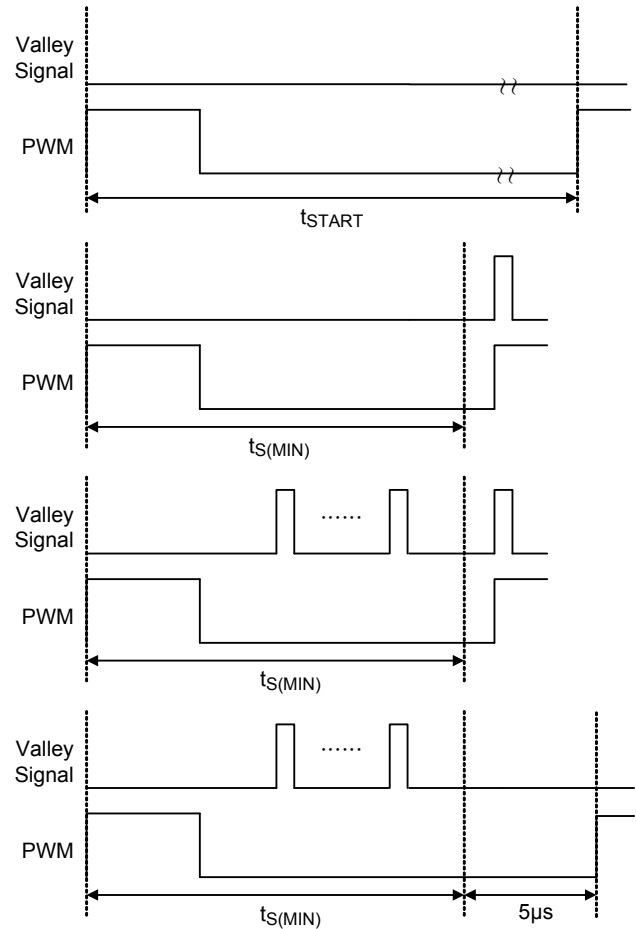 Valley
Signal
PWM
tSTART
Valley
Signal
PWM
tS(MIN)
Valley
Signal
......
PWM
tS(MIN)
Valley
Signal
......
PWM
tS(MIN)
5µs